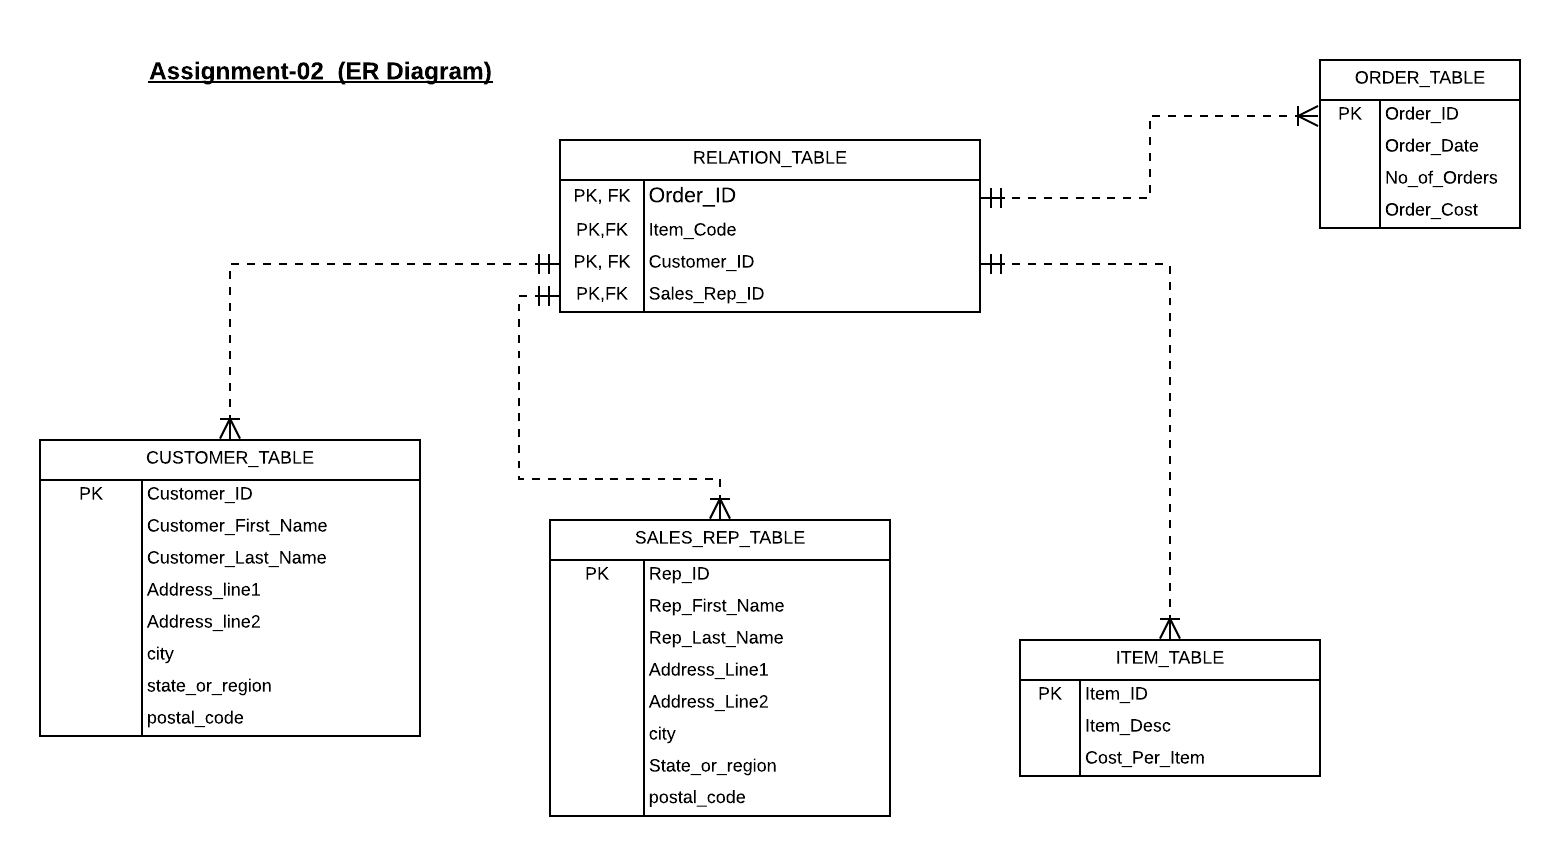 Assignment-02  (ER Diagram)
ORDER_TABLE
PK Order_ID
Order_Date
No_of_Orders
Order_Cost
RELATION_TABLE
PK, FK Order_ID
PK,FK Item_Code
PK, FK Customer_ID
PK,FK Sales_Rep_ID
CUSTOMER_TABLE
PK Customer_ID
Customer_First_Name
Customer_Last_Name
Address_line1
Address_line2
city
state_or_region
postal_code
SALES_REP_TABLE
PK Rep_ID
Rep_First_Name
Rep_Last_Name
Address_Line1
Address_Line2
city
State_or_region
postal_code
ITEM_TABLE
PK Item_ID
Item_Desc
Cost_Per_Item